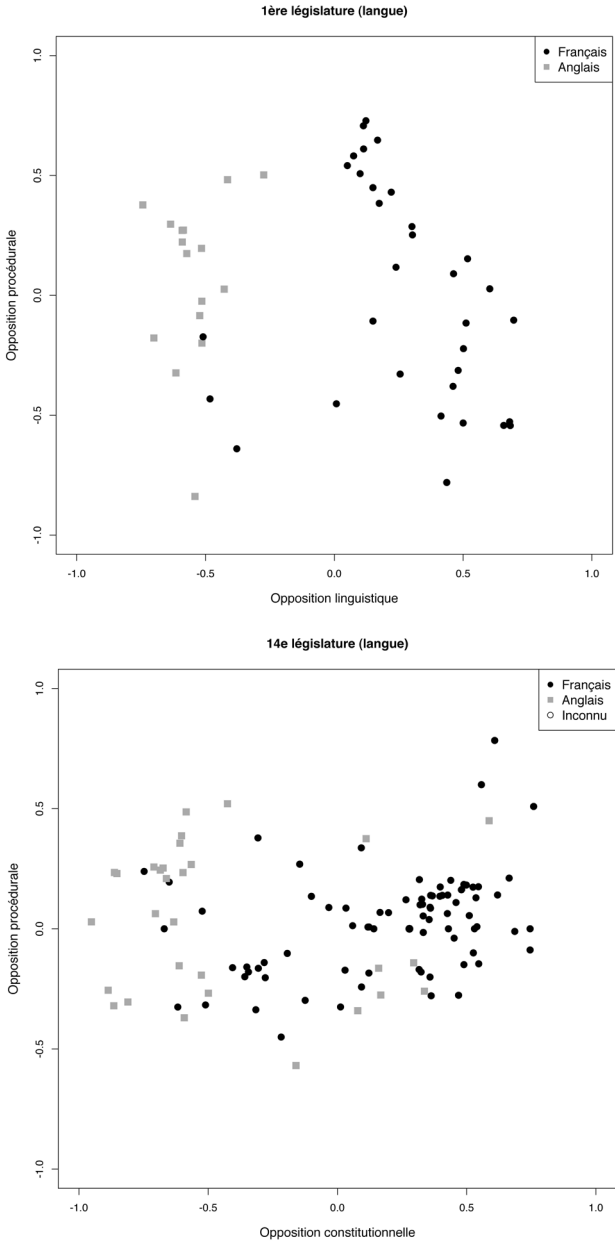 1ère législature (langue)
Français
Anglais
1.0
0.5
0.0
-0.5
-1.0
Opposition procédurale
-1.0 -0.5 0.0 0.5 1.0
Opposition linguistique
14e législature (langue)
Français
Anglais
Inconnu
1.0
0.5
0.0
-0.5
-1.0
Opposition procédurale
-1.0 -0.5 0.0 0.5 1.0
Opposition constitutionnelle